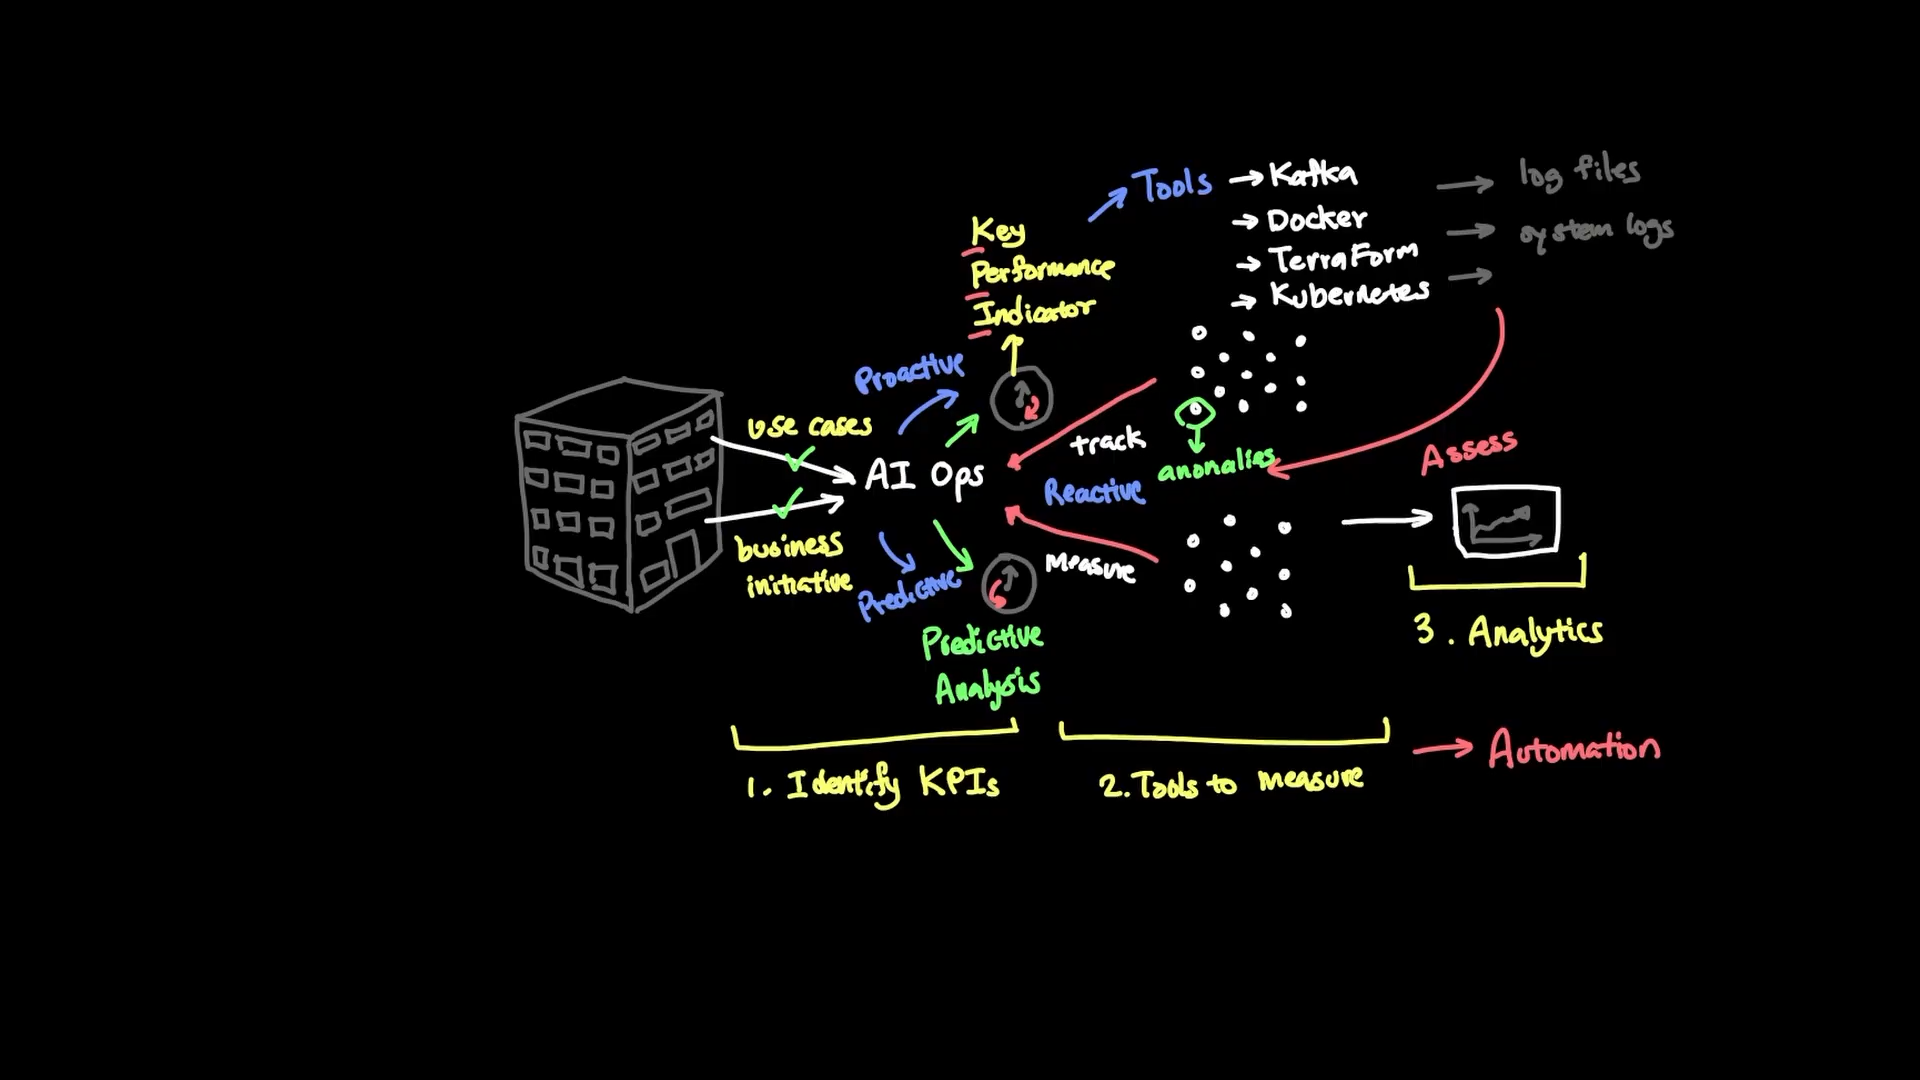 Tools → Kafka → log files
→ Docker → system logs
→ TerraForm →
→ Kubernetes
Key
Performance
Indicator
Proactive
use cases
AI Ops
track
anonalies
Assess
Reactive
business
initiative
Predictive
measure
Predictive
Analysis
3. Analytics
1. Identify KPIs
2. Tools to measure
→ Automation